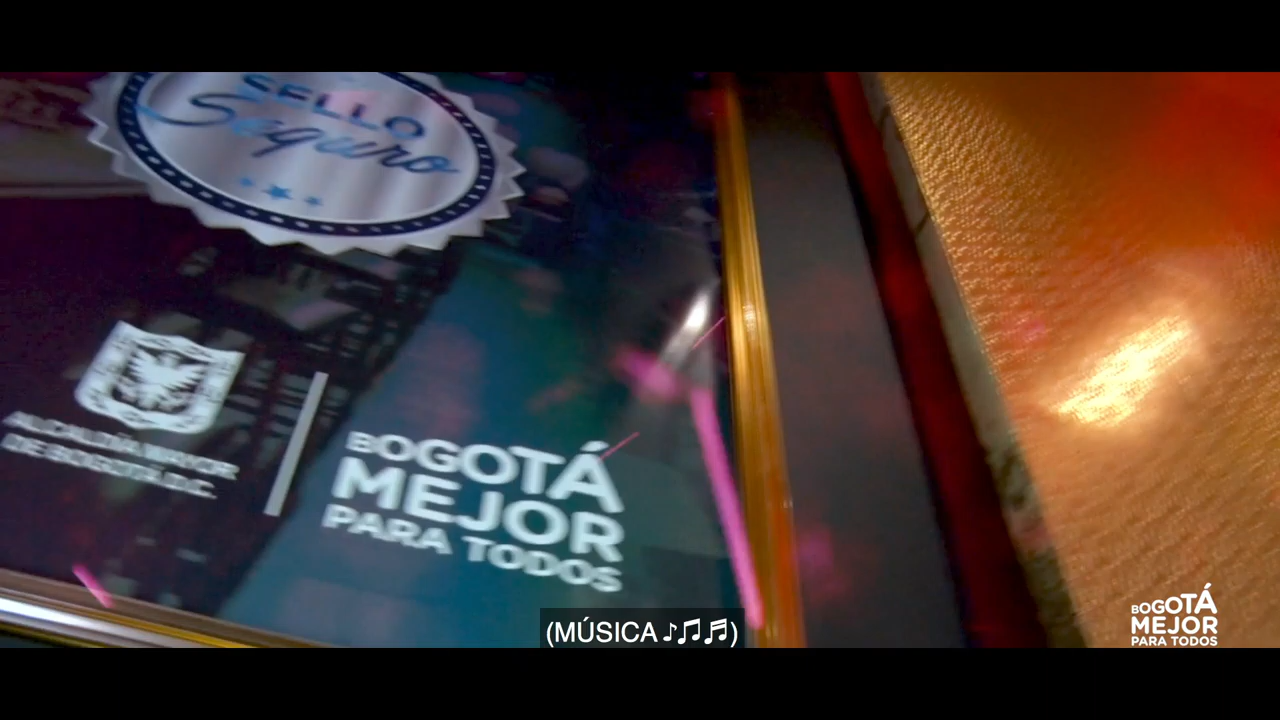 SELLO
Seguro
ALCALDÍA MAYOR
DE BOGOTÁ D.C.
BOGOTÁ
MEJOR
PARA TODOS
(MÚSICA ♪♫♬)
BOGOTÁ
MEJOR
PARA TODOS